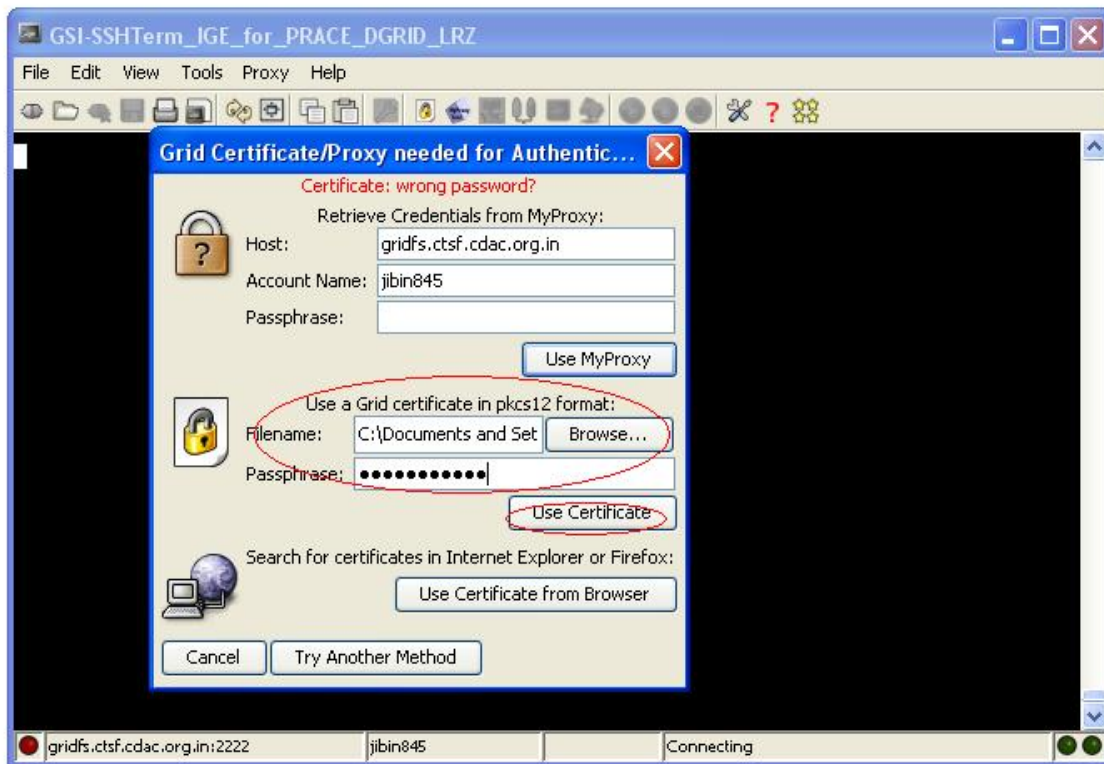 GSI-SSHTerm_IGE_for_PRACE_DGRID_LRZ
File Edit View Tools Proxy Help
Grid Certificate/Proxy needed for Authentic...
Certificate: wrong password?
Retrieve Credentials from MyProxy:
Host: gridfs.ctsf.cdac.org.in
Account Name: jibin845
Passphrase:
Use MyProxy
Use a Grid certificate in pkcs12 format:
Filename: C:\Documents and Set Browse...
Passphrase: ●●●●●●●●●●●
Use Certificate
Search for certificates in Internet Explorer or Firefox:
Use Certificate from Browser
Cancel Try Another Method
gridfs.ctsf.cdac.org.in:2222 jibin845 Connecting